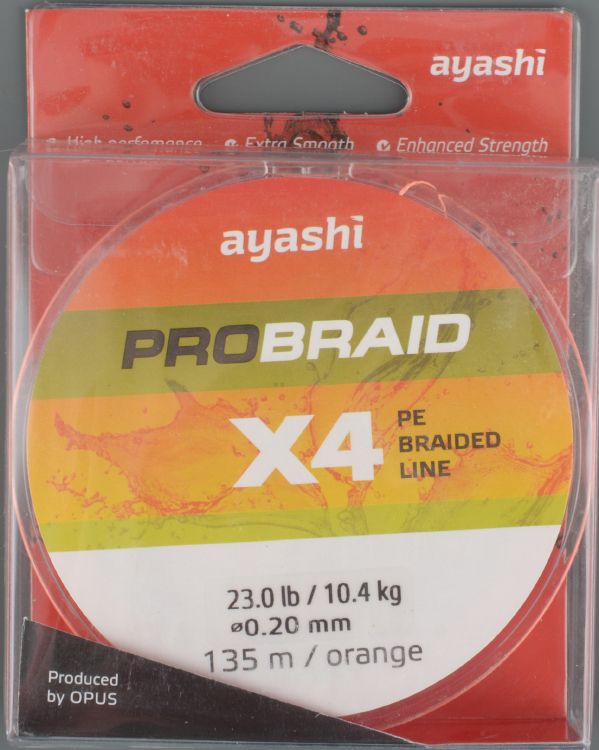 ayashi
High perfomance Extra Smooth Enhanced Strength
ayashi
PROBRAID
X4
PE
BRAIDED
LINE
23.0 lb / 10.4 kg
ø0.20 mm
135 m / orange
Produced
by OPUS